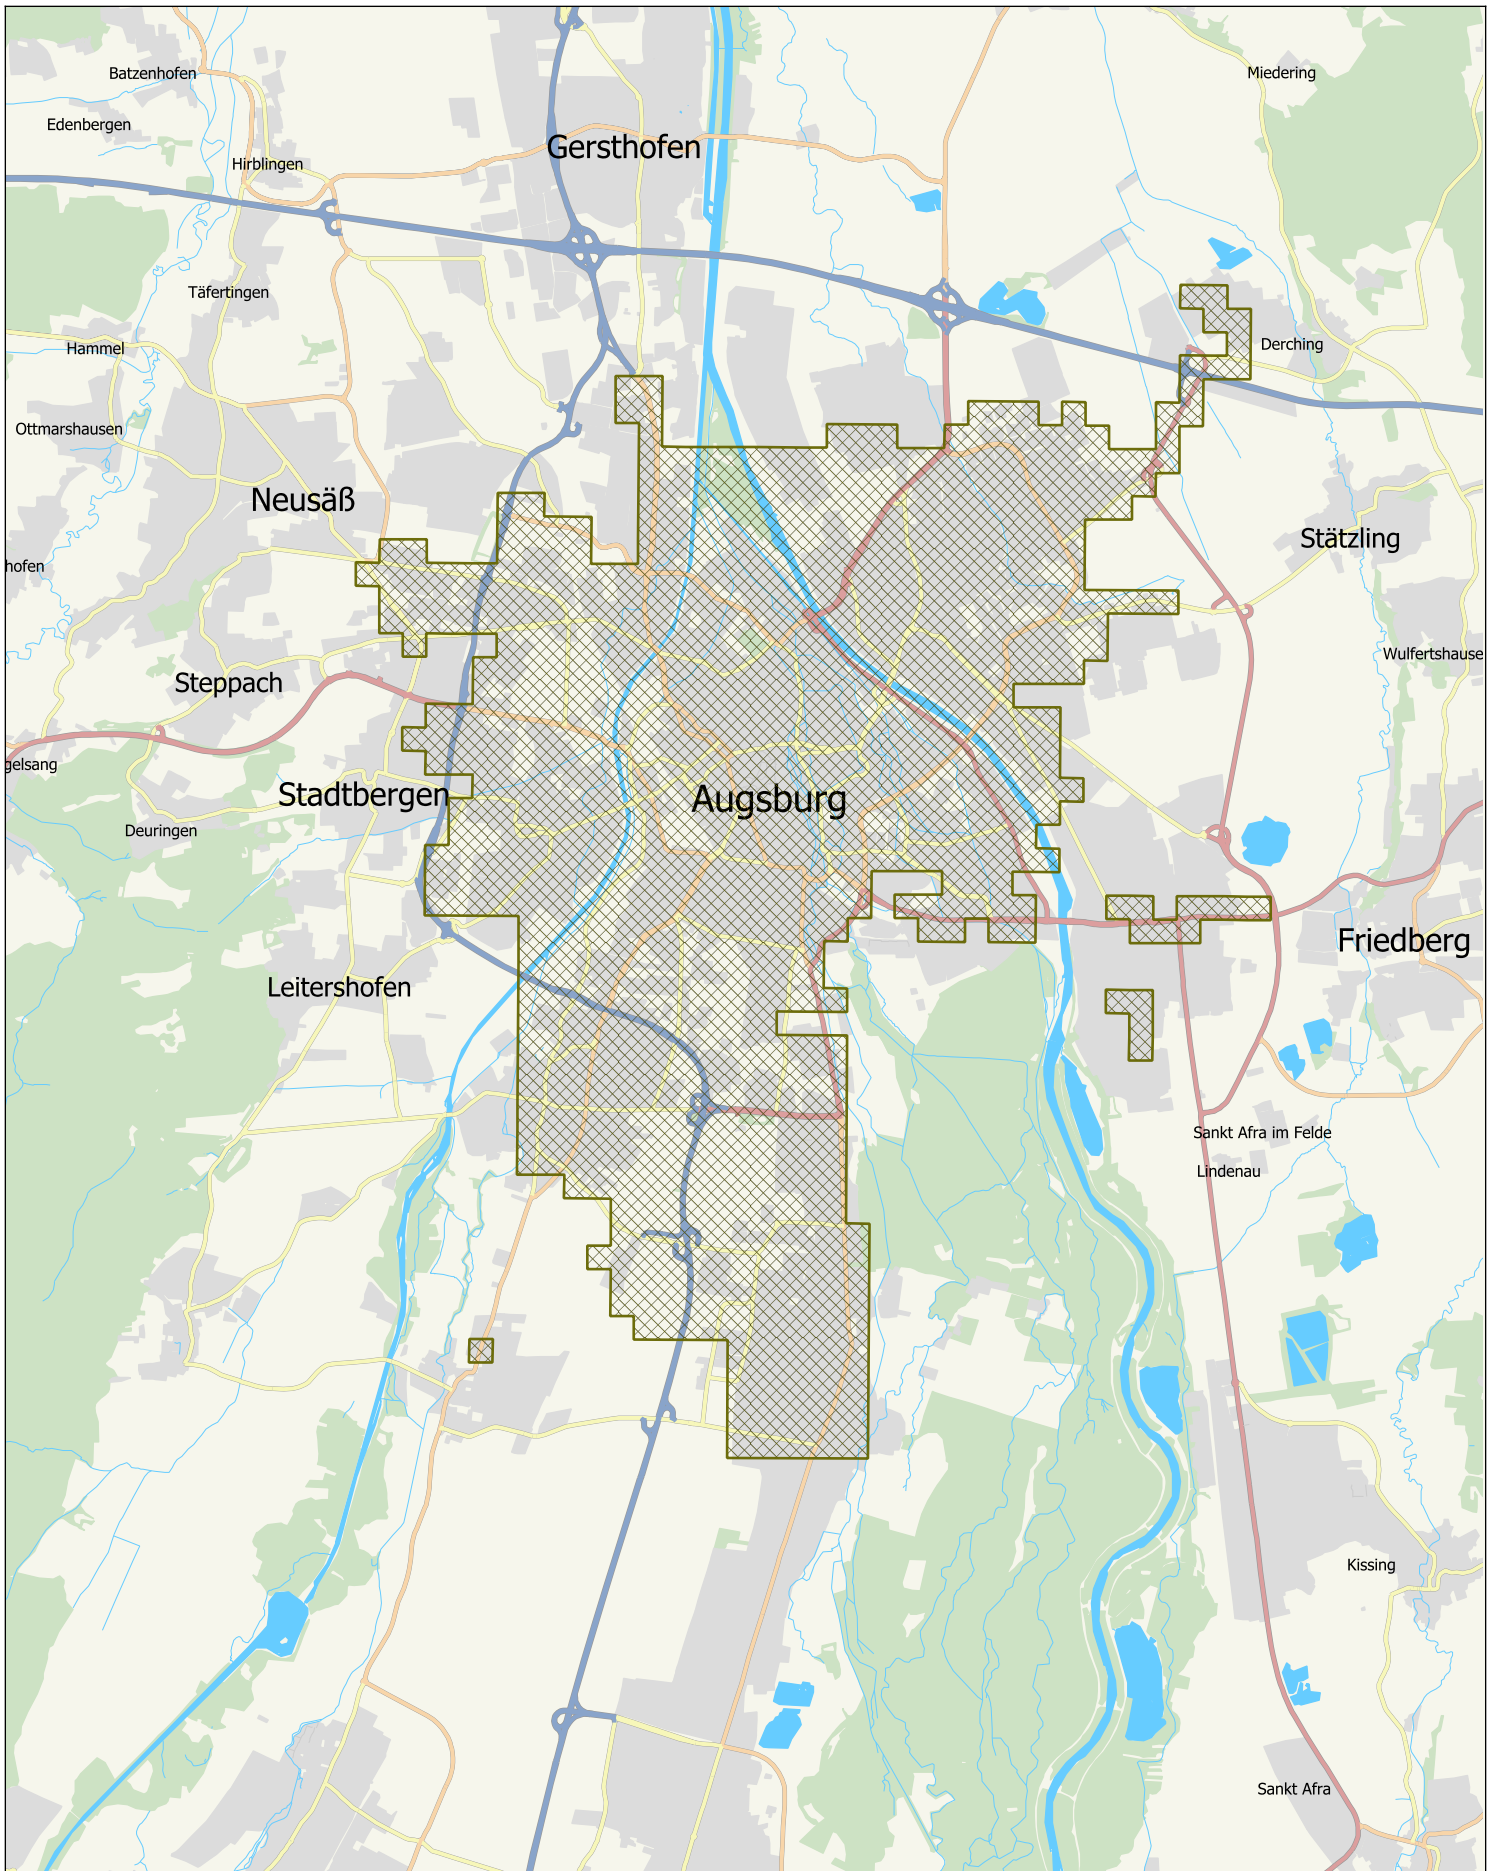 Batzenhofen
Miedering
Edenbergen
Gersthofen
Hirblingen
Täfertingen
Derching
Hammel
Ottmarshausen
Neusäß
Stätzling
hofen
Wulfertshause
Steppach
gelsang
Stadtbergen
Augsburg
Deuringen
Friedberg
Leitershofen
Sankt Afra im Felde
Lindenau
Kissing
Sankt Afra